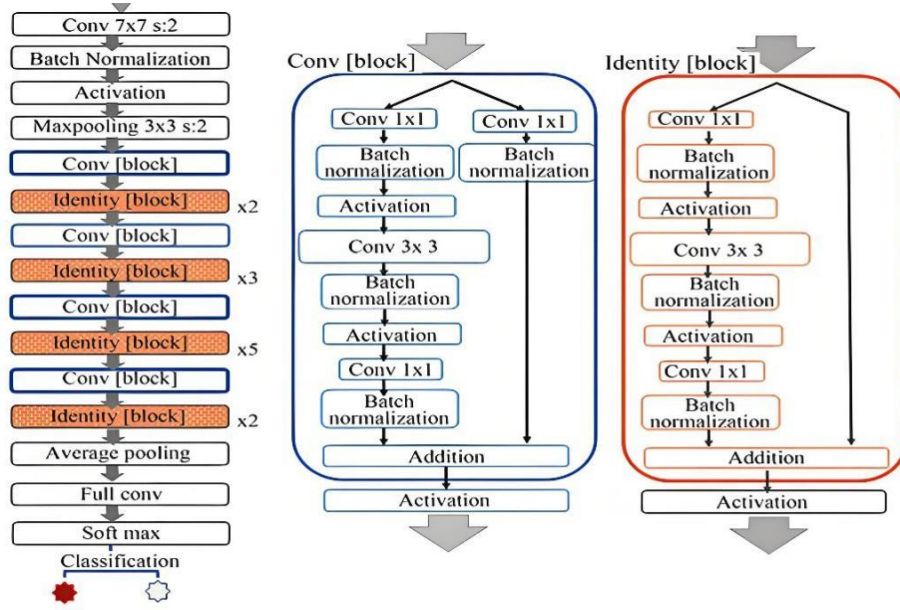 Conv 7x7 s:2
Batch Normalization
Activation
Maxpooling 3x3 s:2
Conv [block]
Identity [block]
x2
Conv [block]
Identity [block]
x3
Conv [block]
Identity [block]
x5
Conv [block]
Identity [block]
x2
Average pooling
Full conv
Soft max
Classification
Conv [block]
Conv 1x1
Conv 1x1
Batch
normalization
Batch
normalization
Activation
Conv 3x 3
Batch
normalization
Activation
Conv 1x1
Batch
normalization
Addition
Activation
Identity [block]
Conv 1x1
Batch
normalization
Activation
Conv 3x 3
Batch
normalization
Activation
Conv 1x1
Batch
normalization
Addition
Activation